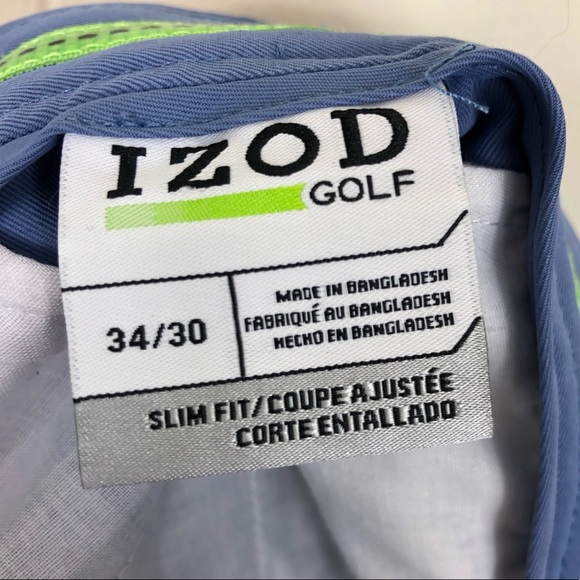 IZOD
GOLF
34/30
MADE IN BANGLADESH
FABRIQUÉ AU BANGLADESH
HECHO EN BANGLADESH
SLIM FIT/COUPE AJUSTÉE
CORTE ENTALLADO